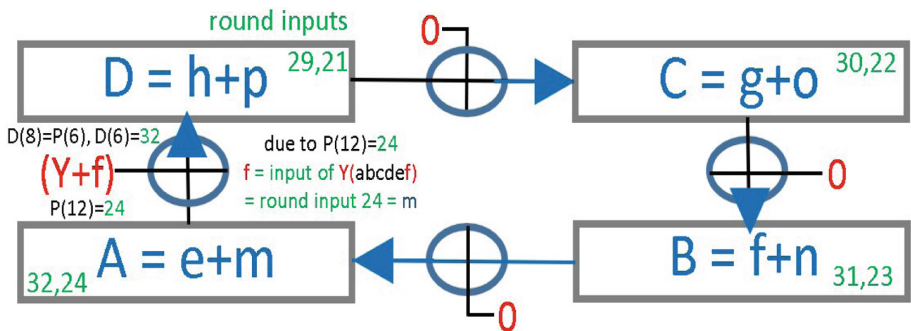 round inputs
0
D = h+p
29,21
C = g+o
30,22
D(8)=P(6), D(6)=32
(Y+f)
P(12)=24
due to P(12)=24
f = input of Y(abcdef)
= round input 24 = m
0
A = e+m
32,24
B = f+n
31,23
0